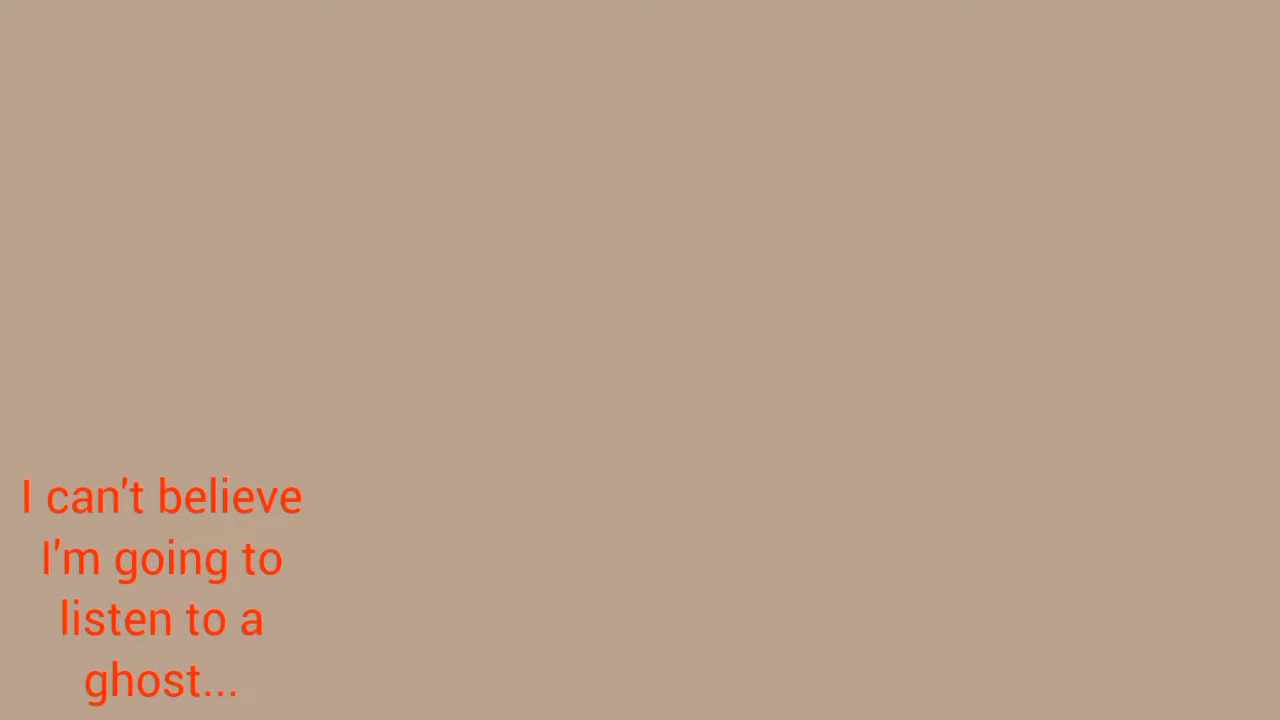 I can't believe
I'm going to
listen to a
ghost...